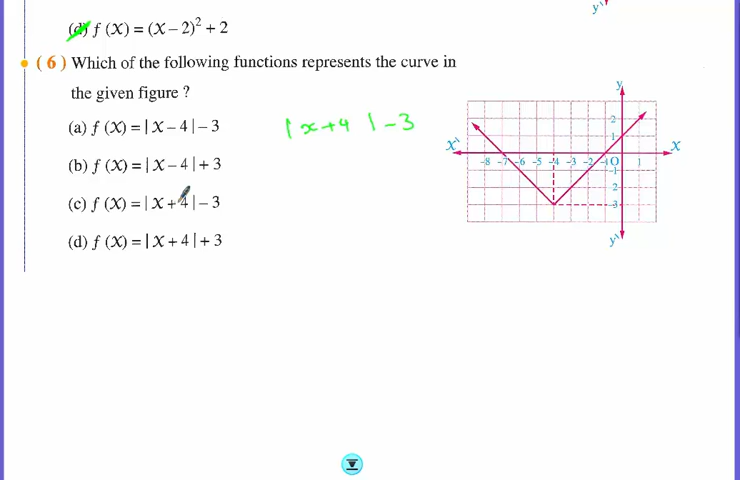 y'
(d) f (X) = (X – 2)² + 2
( 6 ) Which of the following functions represents the curve in
the given figure ?
(a) f (X) = | X – 4 | – 3
| x+4 | –3
(b) f (X) = | X – 4 | + 3
(c) f (X) = | X + 4 | – 3
(d) f (X) = | X + 4 | + 3
y
2
1
X' X
-8 -7 -6 -5 -4 -3 -2 -1 O 1
-1
2
-3
y'